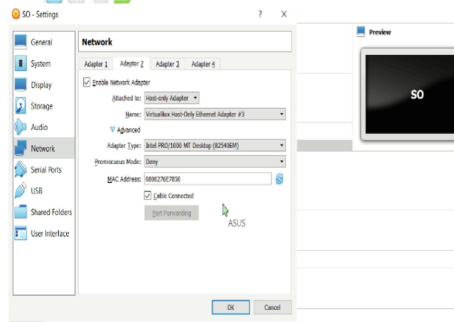 SO - Settings
?
X
General
System
Display
Storage
Audio
Network
Serial Ports
USB
Shared Folders
User Interface
Network
Adapter 1
Adapter 2
Adapter 3
Adapter 4
Enable Network Adapter
Attached to: Host-only Adapter
Name: VirtualBox Host-Only Ethernet Adapter #3
Advanced
Adapter Type: Intel PRO/1000 MT Desktop (82540EM)
Promiscuous Mode: Deny
MAC Address:
Cable Connected
Port Forwarding
ASUS
OK
Cancel
Preview
SO